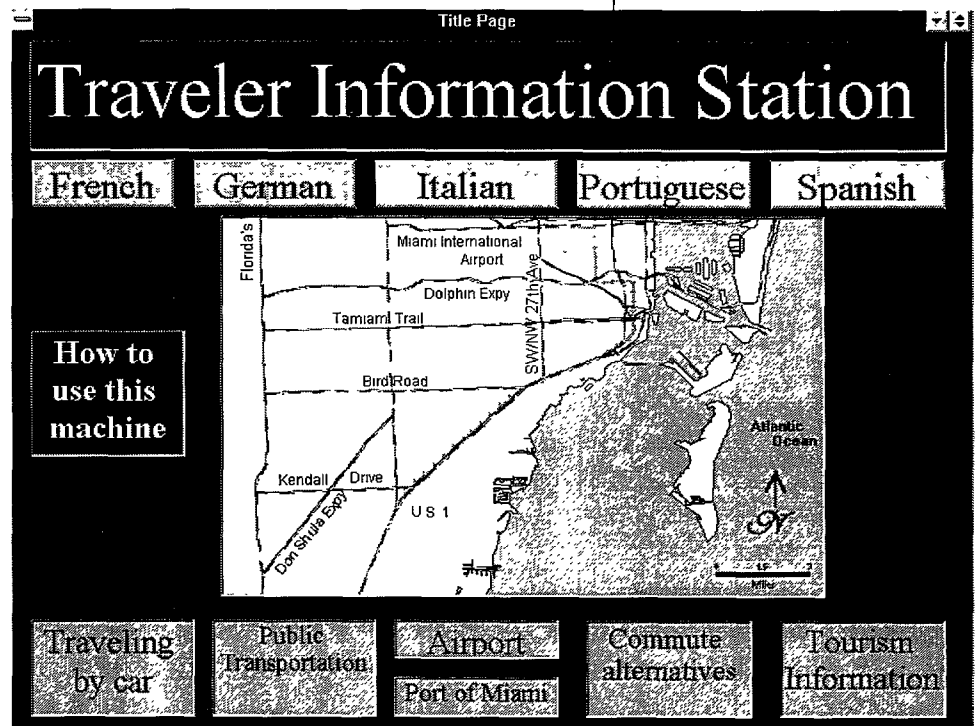 Title Page
Traveler Information Station
French German Italian Portuguese Spanish
Florida's
Miami International
Airport
SW/NW 27th Ave
Dolphin Expy
Tamiami Trail
Bird Road
How to
use this
machine
Atlantic
Ocean
Kendall Drive
Don Shula Expy
U S 1
N
Traveling
by car
Public
Transportation
Airport
Port of Miami
Commute
alternatives
Tourism
Information